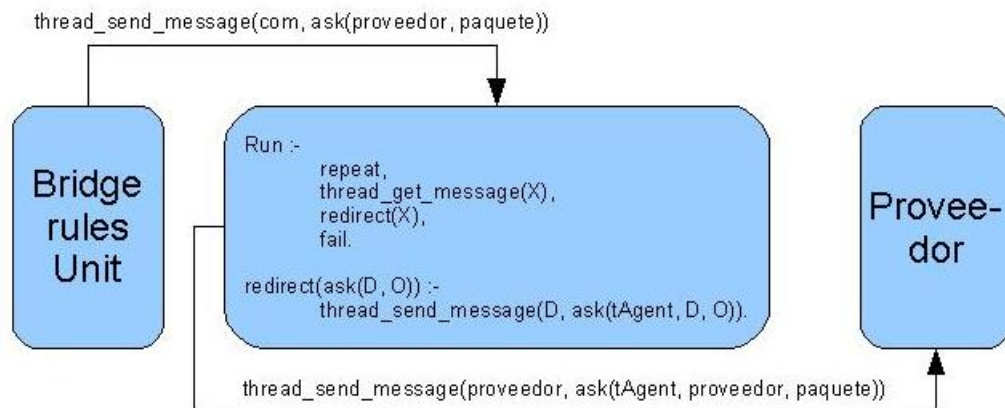 thread_send_message(com, ask(proveedor, paquete))
Bridge
rules
Unit
Run :-
repeat,
thread_get_message(X),
redirect(X),
fail.
redirect(ask(D, O)) :-
thread_send_message(D, ask(tAgent, D, O)).
Provee-
dor
thread_send_message(proveedor, ask(tAgent, proveedor, paquete))